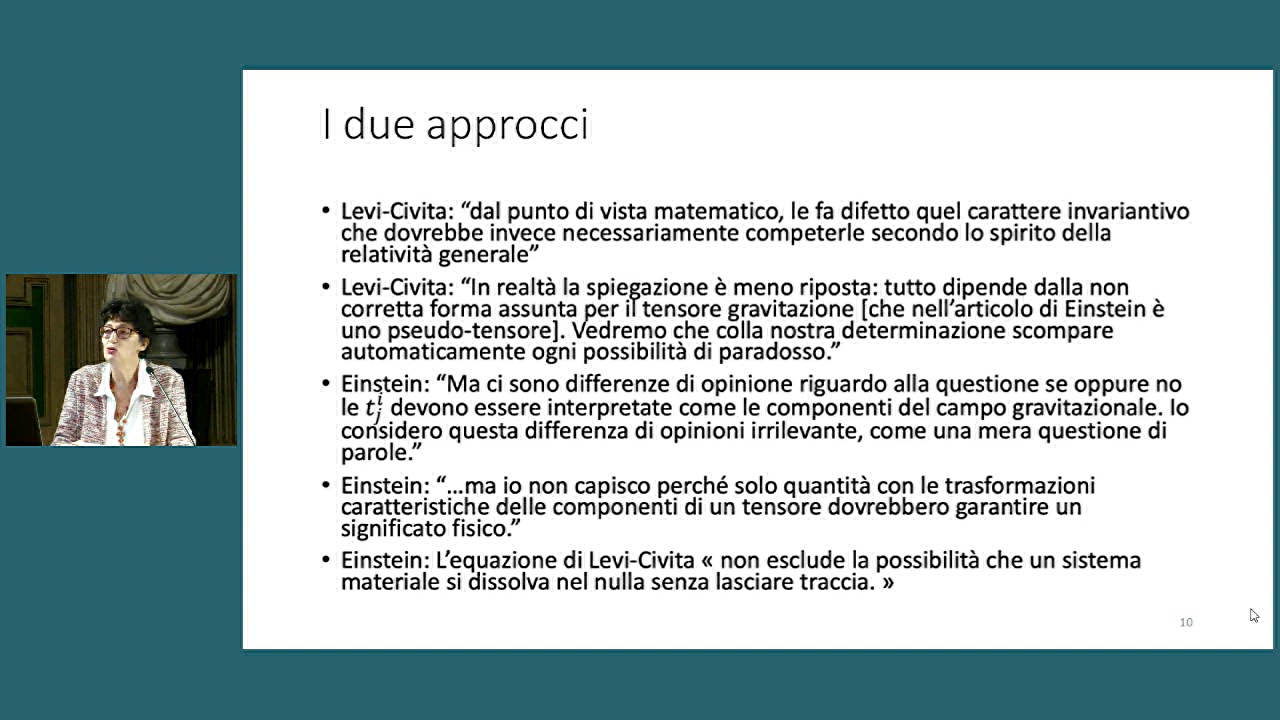 I due approcci
• Levi-Civita: “dal punto di vista matematico, le fa difetto quel carattere invariantivo
che dovrebbe invece necessariamente competerle secondo lo spirito della
relatività generale”
• Levi-Civita: “In realtà la spiegazione è meno riposta: tutto dipende dalla non
corretta forma assunta per il tensore gravitazione [che nell’articolo di Einstein è
uno pseudo-tensore]. Vedremo che colla nostra determinazione scompare
automaticamente ogni possibilità di paradosso.”
• Einstein: “Ma ci sono differenze di opinione riguardo alla questione se oppure no
le $t_j^i$ devono essere interpretate come le componenti del campo gravitazionale. Io
considero questa differenza di opinioni irrilevante, come una mera questione di
parole.”
• Einstein: “…ma io non capisco perché solo quantità con le trasformazioni
caratteristiche delle componenti di un tensore dovrebbero garantire un
significato fisico.”
• Einstein: L’equazione di Levi-Civita « non esclude la possibilità che un sistema
materiale si dissolva nel nulla senza lasciare traccia. »
10